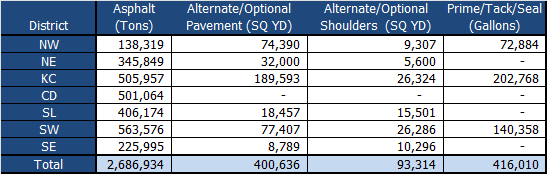 District Asphalt (Tons) Alternate/Optional Pavement (SQ YD) Alternate/Optional Shoulders (SQ YD) Prime/Tack/Seal (Gallons)
NW 138,319 74,390 9,307 72,884
NE 345,849 32,000 5,600 -
KC 505,957 189,593 26,324 202,768
CD 501,064 - - -
SL 406,174 18,457 15,501 -
SW 563,576 77,407 26,286 140,358
SE 225,995 8,789 10,296 -
Total 2,686,934 400,636 93,314 416,010